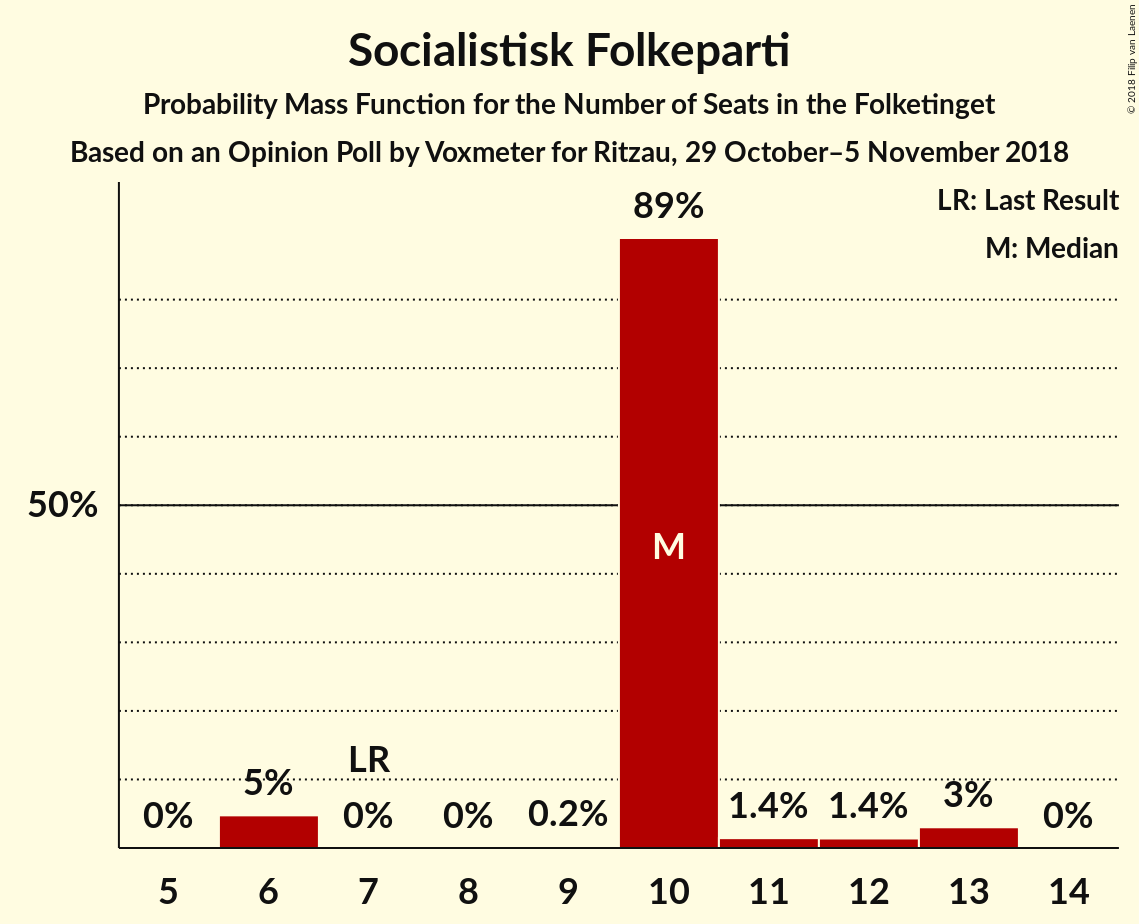 © 2018 Filip van Laenen
Socialistisk Folkeparti
Probability Mass Function for the Number of Seats in the Folketinget
Based on an Opinion Poll by Voxmeter for Ritzau, 29 October–5 November 2018
LR: Last Result
M: Median
89%
50%
M
LR
0% 5% 0% 0% 0.2% 1.4% 1.4% 3% 0%
5 6 7 8 9 10 11 12 13 14